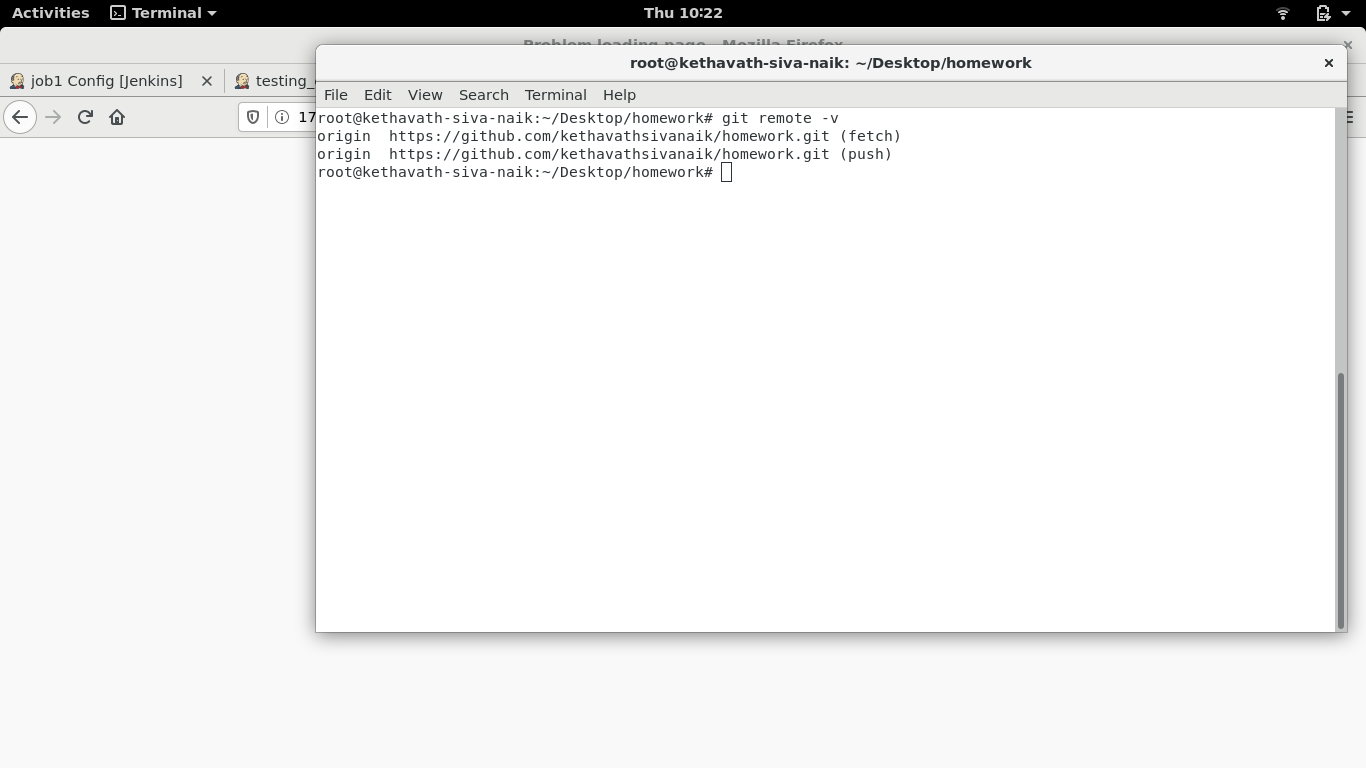 Activities Terminal Thu 10:22
Problem loading page - Mozilla Firefox
job1 Config [Jenkins] testing_
17
root@kethavath-siva-naik: ~/Desktop/homework
File Edit View Search Terminal Help
root@kethavath-siva-naik:~/Desktop/homework# git remote -v
origin  https://github.com/kethavathsivanaik/homework.git (fetch)
origin  https://github.com/kethavathsivanaik/homework.git (push)
root@kethavath-siva-naik:~/Desktop/homework#